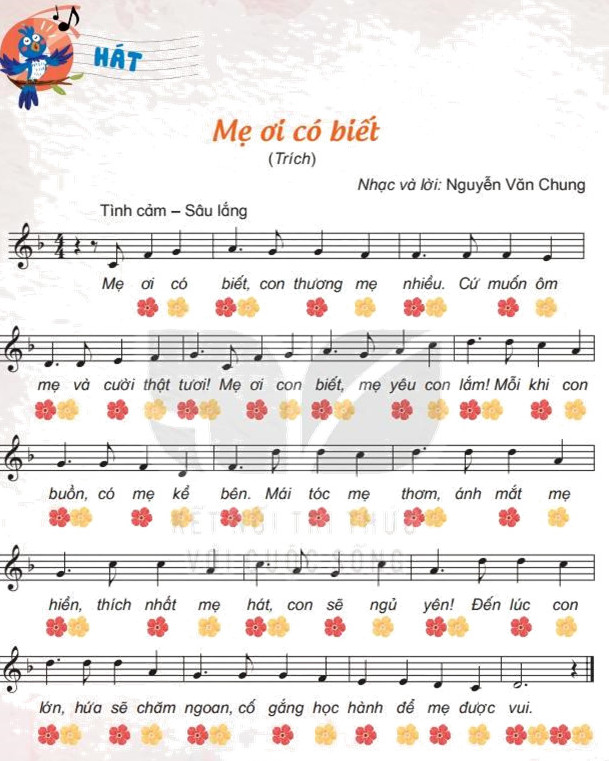 HÁT
Mẹ ơi có biết
(Trích)
Nhạc và lời: Nguyễn Văn Chung
Tình cảm – Sâu lắng
4
4
Mẹ ơi có biết, con thương mẹ nhiều. Cứ muốn ôm
mẹ và cười thật tươi! Mẹ ơi con biết, mẹ yêu con lắm! Mỗi khi con
buồn, có mẹ kể bên. Mái tóc mẹ thơm, ánh mắt mẹ
KẾT NỐI TRI THỨC
VỚI CUỘC SỐNG
hiền, thích nhất mẹ hát, con sẽ ngủ yên! Đến lúc con
lớn, hứa sẽ chăm ngoan, cố gắng học hành để mẹ được vui.